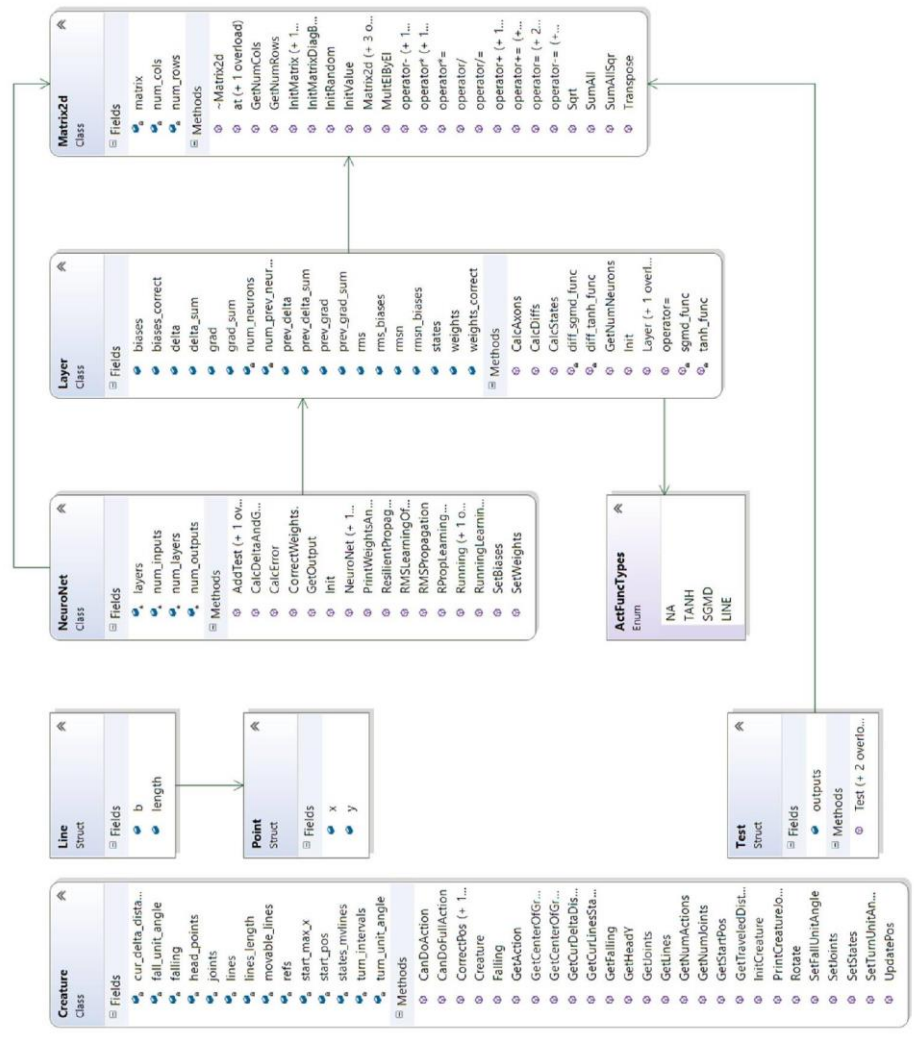 Creature
Class
Fields
cur_delta_dista...
fall_unit_angle
falling
head_points
joints
lines
lines_length
movable_lines
refs
start_max_x
start_pos
states_mvlines
turn_intervals
turn_unit_angle
Methods
CanDoAction
CanDoFullAction
CorrectPos (+ 1...
Creature
Falling
GetAction
GetCenterOfGr...
GetCenterOfGr...
GetCurDeltaDis...
GetCurLinesSta...
GetFalling
GetHeadY
GetJoints
GetLines
GetNumActions
GetNumJoints
GetStartPos
GetTraveledDist...
InitCreature
PrintCreatureJo...
Rotate
SetFallUnitAngle
SetJoints
SetStates
SetTurnUnitAn...
UpdatePos
Line
Struct
Fields
b
length
Point
Struct
Fields
x
y
Test
Struct
Fields
outputs
Methods
Test (+ 2 overlo...
NeuroNet
Class
Fields
layers
num_inputs
num_layers
num_outputs
Methods
AddTest (+ 1 ov...
CalcDeltaAndG...
CalcError
CorrectWeights.
GetOutput
Init
NeuroNet (+ 1...
PrintWeightsAn...
ResilientPropag...
RMSLearningOf...
RMSPropagation
RPropLearning...
Running (+ 1 o...
RunningLearnin...
SetBiases
SetWeights
ActFuncTypes
Enum
NA
TANH
SGMD
LINE
Layer
Class
Fields
biases
biases_correct
delta
delta_sum
grad
grad_sum
num_neurons
num_prev_neur...
prev_delta
prev_delta_sum
prev_grad
prev_grad_sum
rms
rms_biases
rmsn
rmsn_biases
states
weights
weights_correct
Methods
CalcAxons
CalcDiffs
CalcStates
diff_sgmd_func
diff_tanh_func
GetNumNeurons
Init
Layer (+ 1 overl...
operator=
sgmd_func
tanh_func
Matrix2d
Class
Fields
matrix
num_cols
num_rows
Methods
~Matrix2d
at (+ 1 overload)
GetNumCols
GetNumRows
InitMatrix (+ 1...
InitMatrixDiagB...
InitRandom
InitValue
Matrix2d (+ 3 o...
MultElByEl
operator- (+ 1...
operator* (+ 1...
operator*=
operator/
operator/=
operator+ (+ 1...
operator+= (+...
operator= (+ 2...
operator-= (+...
Sqrt
SumAll
SumAllSqr
Transpose